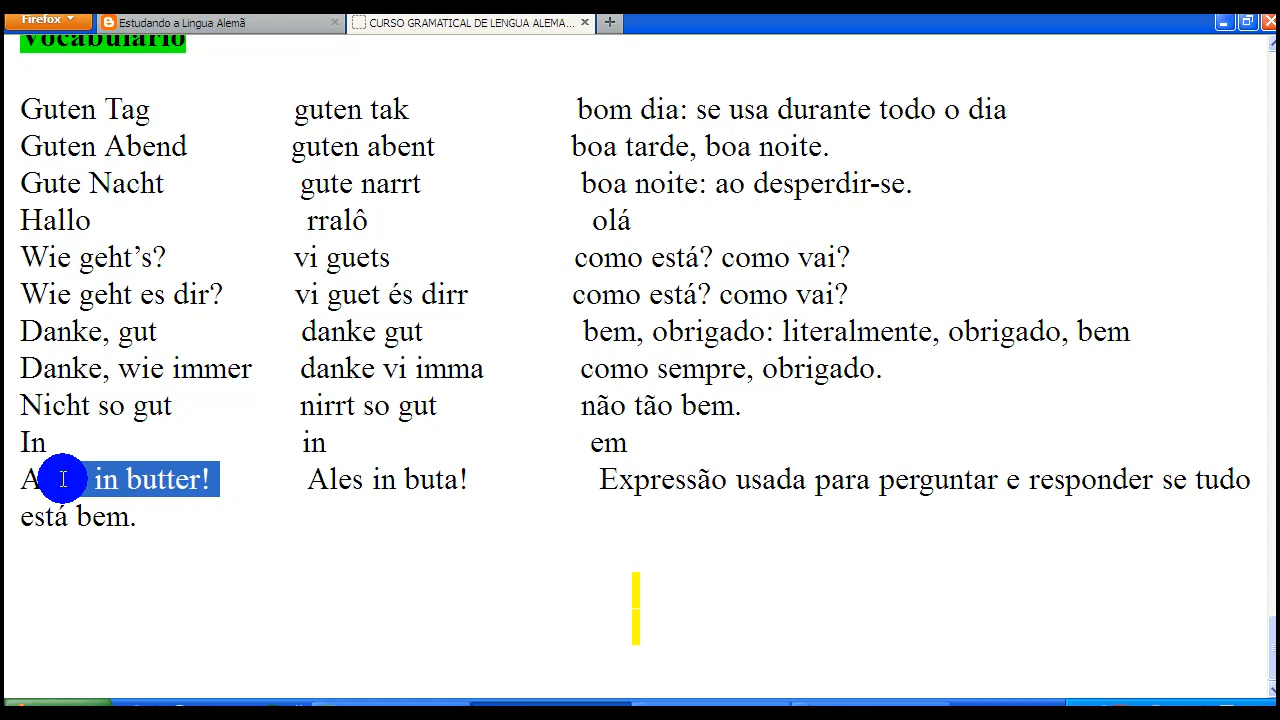 Firefox
Estudando a Lingua Alemã
CURSO GRAMATICAL DE LENGUA ALEMA...
Vocabulário
Guten Tag guten tak bom dia: se usa durante todo o dia
Guten Abend guten abent boa tarde, boa noite.
Gute Nacht gute narrt boa noite: ao desperdir-se.
Hallo rralô olá
Wie geht’s? vi guets como está? como vai?
Wie geht es dir? vi guet és dirr como está? como vai?
Danke, gut danke gut bem, obrigado: literalmente, obrigado, bem
Danke, wie immer danke vi imma como sempre, obrigado.
Nicht so gut nirrt so gut não tão bem.
In in em
in butter! Ales in buta! Expressão usada para perguntar e responder se tudo
está bem.